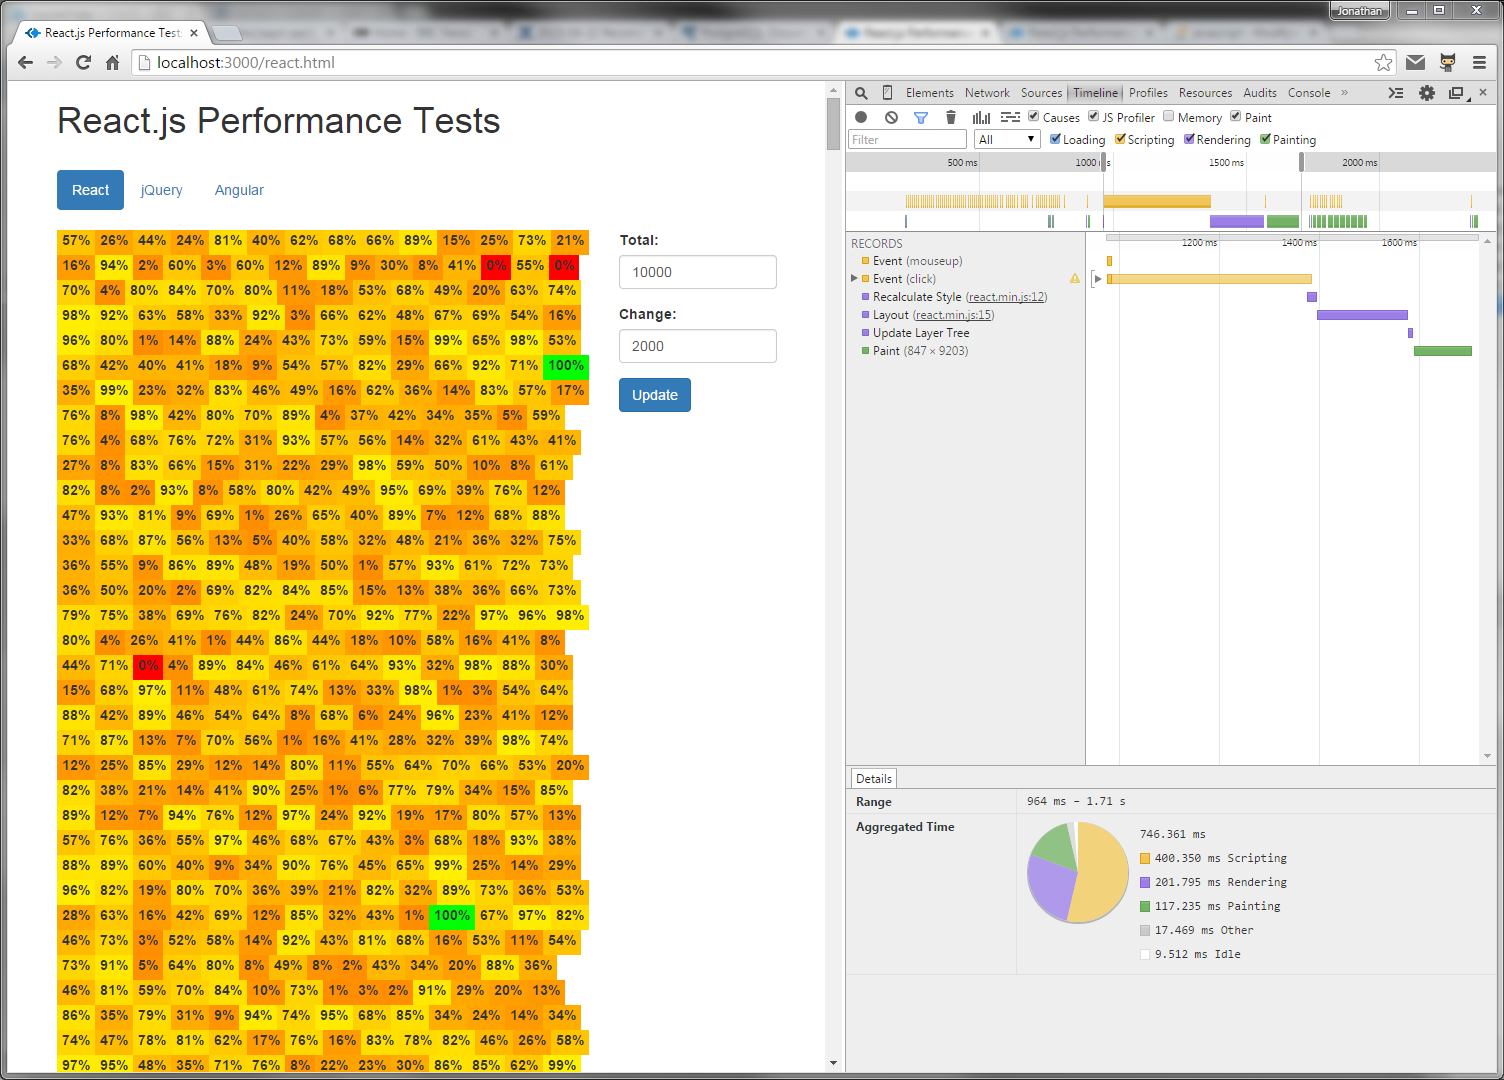 Jonathan
React.js Performance Test
localhost:3000/react.html
React.js Performance Tests
React jQuery Angular
57% 26% 44% 24% 81% 40% 62% 68% 66% 89% 15% 25% 73% 21%
16% 94% 2% 60% 3% 60% 12% 89% 9% 30% 8% 41% 0% 55% 0%
70% 4% 80% 84% 70% 80% 11% 18% 53% 68% 49% 20% 63% 74%
98% 92% 63% 58% 33% 92% 3% 66% 62% 48% 67% 69% 54% 16%
96% 80% 1% 14% 88% 24% 43% 73% 59% 15% 99% 65% 98% 53%
68% 42% 40% 41% 18% 9% 54% 57% 82% 29% 66% 92% 71% 100%
35% 99% 23% 32% 83% 46% 49% 16% 62% 36% 14% 83% 57% 17%
76% 8% 98% 42% 80% 70% 89% 4% 37% 42% 34% 35% 5% 59%
76% 4% 68% 76% 72% 31% 93% 57% 56% 14% 32% 61% 43% 41%
27% 8% 83% 66% 15% 31% 22% 29% 98% 59% 50% 10% 8% 61%
82% 8% 2% 93% 8% 58% 80% 42% 49% 95% 69% 39% 76% 12%
47% 93% 81% 9% 69% 1% 26% 65% 40% 89% 7% 12% 68% 88%
33% 68% 87% 56% 13% 5% 40% 58% 32% 48% 21% 36% 32% 75%
36% 55% 9% 86% 89% 48% 19% 50% 1% 57% 93% 61% 72% 73%
36% 50% 20% 2% 69% 82% 84% 85% 15% 13% 38% 36% 66% 73%
79% 75% 38% 69% 76% 82% 24% 70% 92% 77% 22% 97% 96% 98%
80% 4% 26% 41% 1% 44% 86% 44% 18% 10% 58% 16% 41% 8%
44% 71% 0% 4% 89% 84% 46% 61% 64% 93% 32% 98% 88% 30%
15% 68% 97% 11% 48% 61% 74% 13% 33% 98% 1% 3% 54% 64%
88% 42% 89% 46% 54% 64% 8% 68% 6% 24% 96% 23% 41% 12%
71% 87% 13% 7% 70% 56% 1% 16% 41% 28% 32% 39% 98% 74%
12% 25% 85% 29% 12% 14% 80% 11% 55% 64% 70% 66% 53% 20%
82% 38% 21% 14% 41% 90% 25% 1% 6% 77% 79% 34% 15% 85%
89% 12% 7% 94% 76% 12% 97% 24% 92% 19% 17% 80% 57% 13%
57% 76% 36% 55% 97% 46% 68% 67% 43% 3% 68% 18% 93% 38%
88% 89% 60% 40% 9% 34% 90% 76% 45% 65% 99% 25% 14% 29%
96% 82% 19% 80% 70% 36% 39% 21% 82% 32% 89% 73% 36% 53%
28% 63% 16% 42% 69% 12% 85% 32% 43% 1% 100% 67% 97% 82%
46% 73% 3% 52% 58% 14% 92% 43% 81% 68% 16% 53% 11% 54%
73% 91% 5% 64% 80% 8% 49% 8% 2% 43% 34% 20% 88% 36%
46% 81% 59% 70% 84% 10% 73% 1% 3% 2% 91% 29% 20% 13%
86% 35% 79% 31% 9% 94% 74% 95% 68% 85% 34% 24% 14% 34%
74% 47% 78% 81% 62% 17% 76% 16% 83% 78% 82% 46% 26% 58%
97% 95% 48% 35% 71% 76% 8% 22% 23% 30% 86% 85% 62% 99%
Total:
10000
Change:
2000
Update
Elements Network Sources Timeline Profiles Resources Audits Console »
Causes JS Profiler Memory Paint
Filter All Loading Scripting Rendering Painting
500 ms 1000 1500 ms 2000 ms
RECORDS 1200 ms 1400 ms 1600 ms
Event (mouseup)
Event (click)
Recalculate Style (react.min.js:12)
Layout (react.min.js:15)
Update Layer Tree
Paint (847 × 9203)
Details
Range 964 ms – 1.71 s
Aggregated Time
746.361 ms
400.350 ms Scripting
201.795 ms Rendering
117.235 ms Painting
17.469 ms Other
9.512 ms Idle